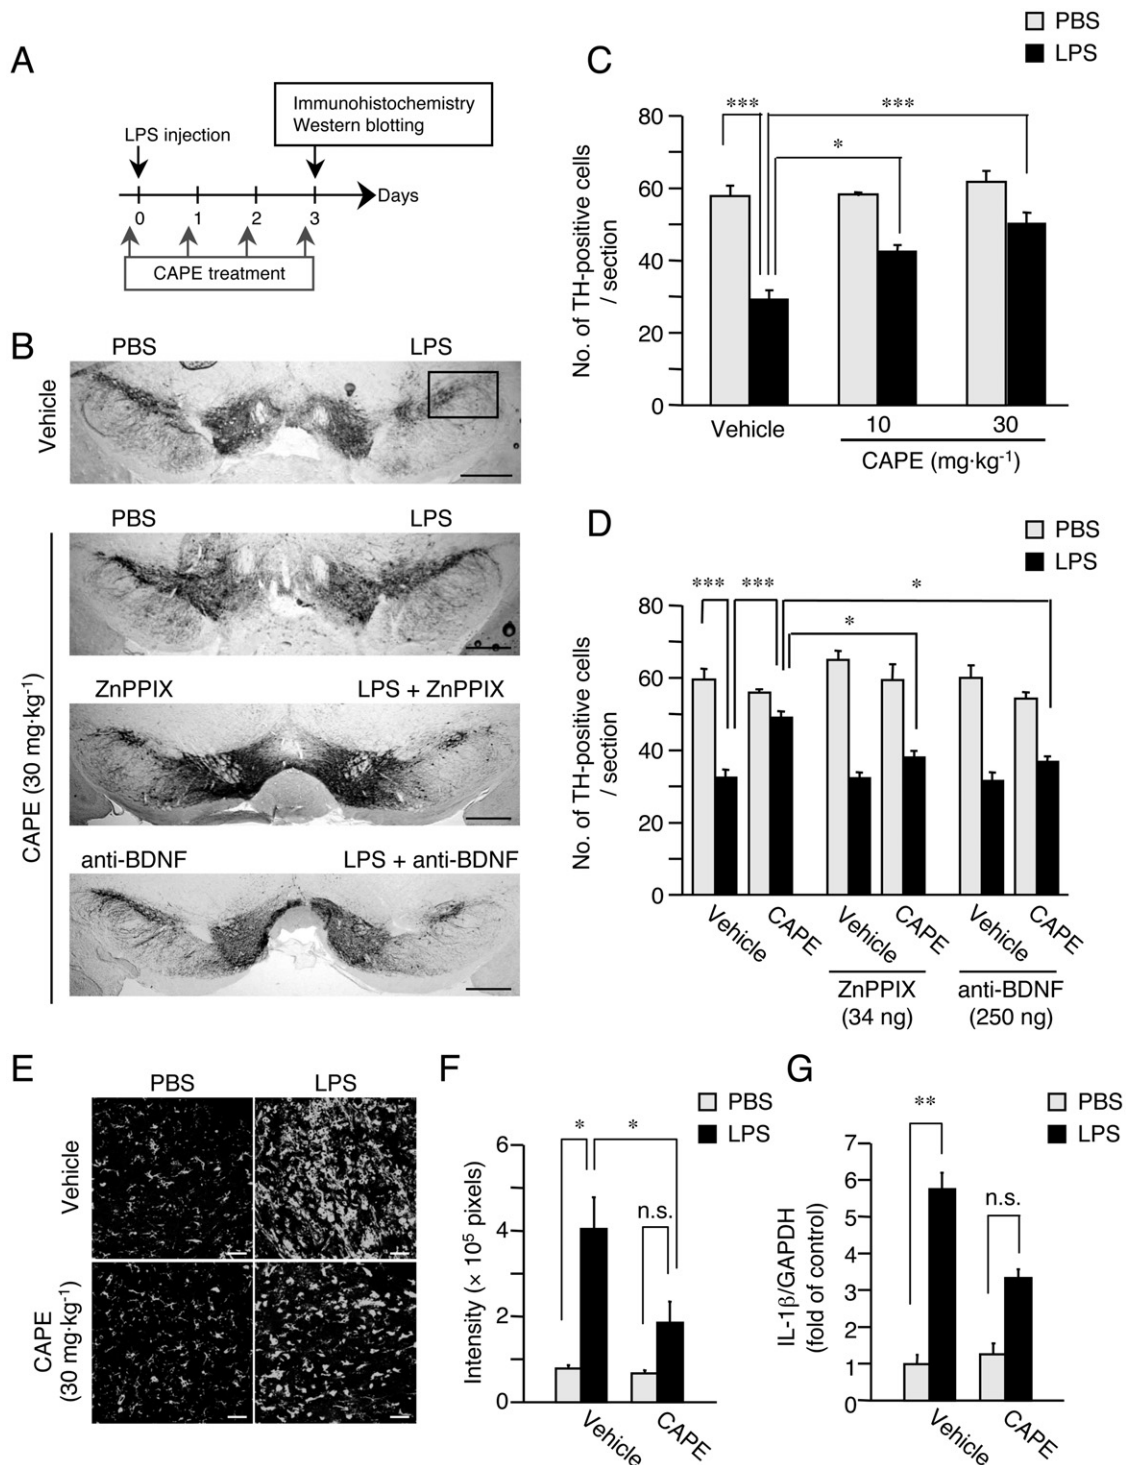 A
LPS injection
Immunohistochemistry
Western blotting
Days
0 1 2 3
CAPE treatment
B
PBS LPS
Vehicle
PBS LPS
ZnPPIX LPS + ZnPPIX
anti-BDNF LPS + anti-BDNF
CAPE (30 mg·kg⁻¹)
C
PBS
LPS
No. of TH-positive cells
/ section
80
60
40
20
0
***
***
*
Vehicle 10 30
CAPE (mg·kg⁻¹)
D
PBS
LPS
No. of TH-positive cells
/ section
80
60
40
20
0
*** *** *
*
Vehicle CAPE Vehicle CAPE Vehicle CAPE
ZnPPIX anti-BDNF
(34 ng) (250 ng)
E
PBS LPS
Vehicle
CAPE
(30 mg·kg⁻¹)
F
PBS
LPS
Intensity (× 10⁵ pixels)
6
4
2
0
* *
n.s.
Vehicle CAPE
G
PBS
LPS
IL-1β/GAPDH
(fold of control)
7
6
5
4
3
2
1
0
**
n.s.
Vehicle CAPE